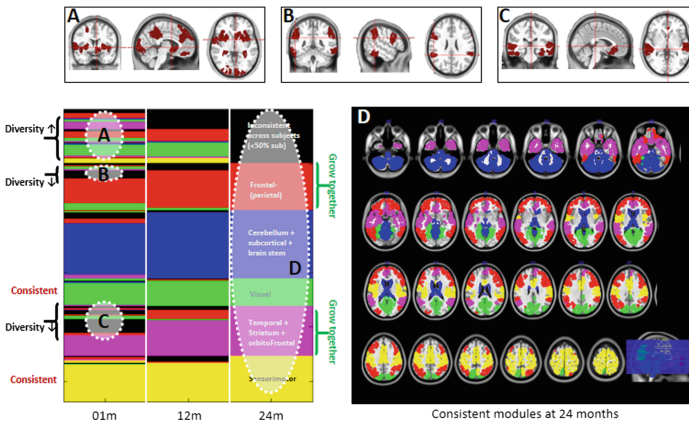 A
B
C
Diversity ↑
A
Inconsistent
across subjects
(<50% sub)
Diversity ↓
B
Frontal-
(parietal)
Grow together
Cerebellum +
subcortical +
brain stem
D
Consistent
Visual
Diversity ↓
C
Temporal +
Striatum +
orbitoFrontal
Grow together
Consistent
Sensorimotor
01m
12m
24m
D
Consistent modules at 24 months